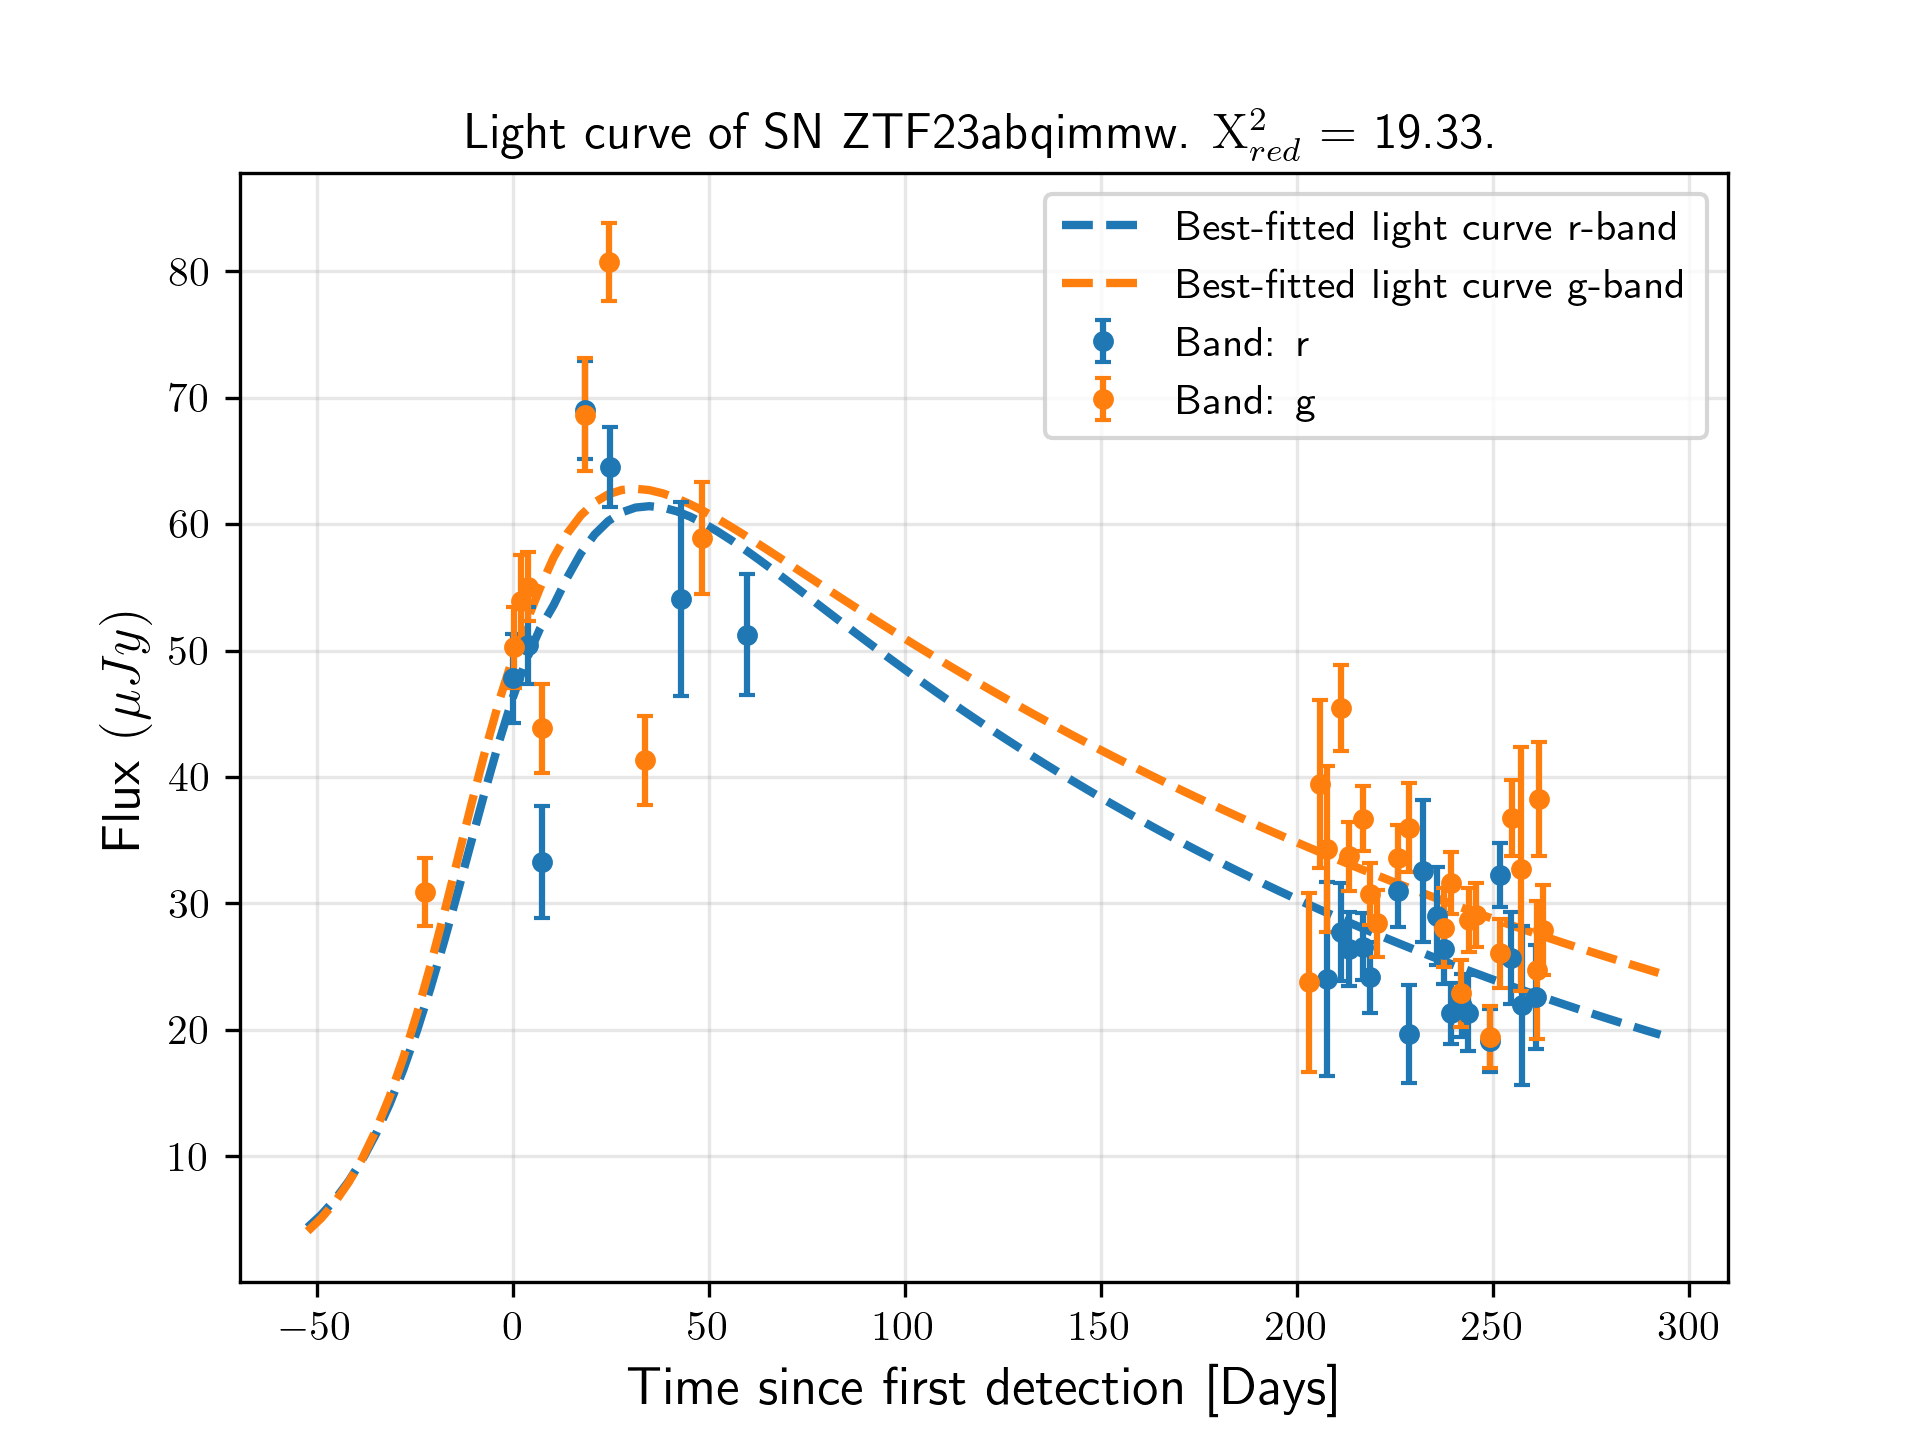 Light curve of SN ZTF23abqimmw. X²_red = 19.33.
Best-fitted light curve r-band
Best-fitted light curve g-band
Band: r
Band: g
Flux (μJy)
80
70
60
50
40
30
20
10
−50 0 50 100 150 200 250 300
Time since first detection [Days]